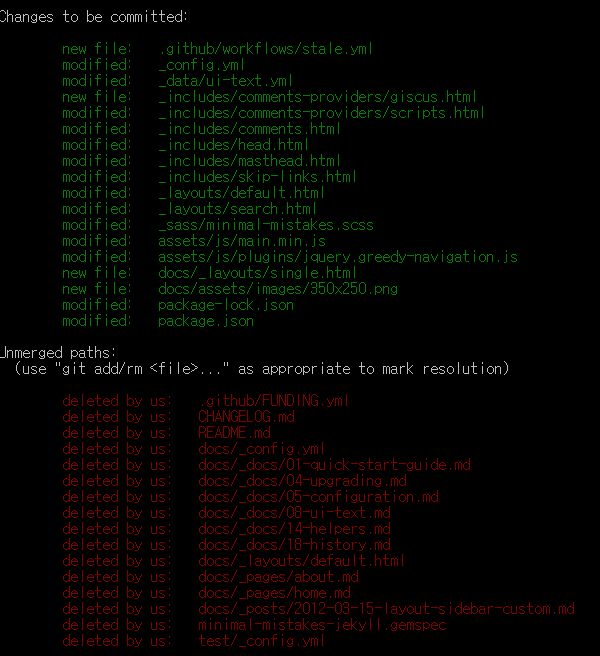 Changes to be committed:
new file: .github/workflows/stale.yml
modified: _config.yml
modified: _data/ui-text.yml
new file: _includes/comments-providers/giscus.html
modified: _includes/comments-providers/scripts.html
modified: _includes/comments.html
modified: _includes/head.html
modified: _includes/masthead.html
modified: _includes/skip-links.html
modified: _layouts/default.html
modified: _layouts/search.html
modified: _sass/minimal-mistakes.scss
modified: assets/js/main.min.js
modified: assets/js/plugins/jquery.greedy-navigation.js
new file: docs/_layouts/single.html
new file: docs/assets/images/350x250.png
modified: package-lock.json
modified: package.json
Unmerged paths:
(use "git add/rm <file>..." as appropriate to mark resolution)
deleted by us: .github/FUNDING.yml
deleted by us: CHANGELOG.md
deleted by us: README.md
deleted by us: docs/_config.yml
deleted by us: docs/_docs/01-quick-start-guide.md
deleted by us: docs/_docs/04-upgrading.md
deleted by us: docs/_docs/05-configuration.md
deleted by us: docs/_docs/08-ui-text.md
deleted by us: docs/_docs/14-helpers.md
deleted by us: docs/_docs/18-history.md
deleted by us: docs/_layouts/default.html
deleted by us: docs/_pages/about.md
deleted by us: docs/_pages/home.md
deleted by us: docs/_posts/2012-03-15-layout-sidebar-custom.md
deleted by us: minimal-mistakes-jekyll.gemspec
deleted by us: test/_config.yml